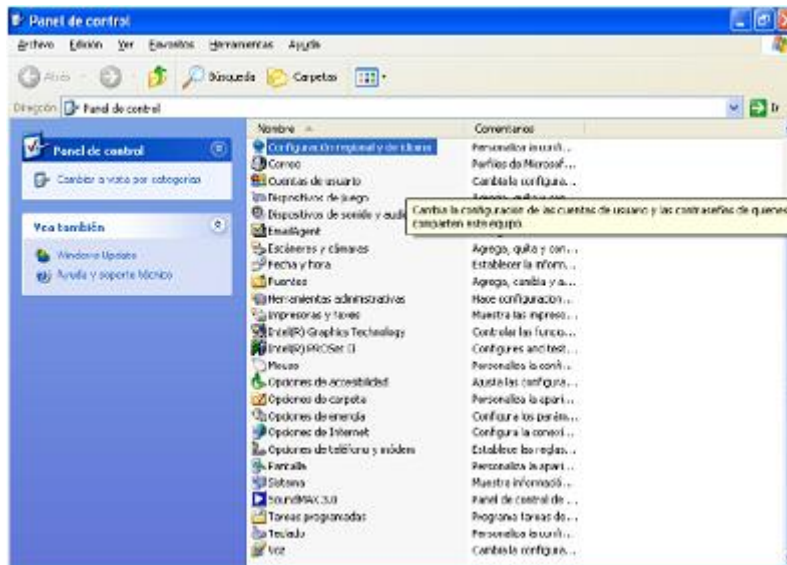 Panel de control
Archivo Edición Ver Favoritos Herramientas Ayuda
Atrás Búsqueda Carpetas
Dirección Panel de control Ir
Panel de control
Cambiar a vista por categorías
Vea también
Windows Update
Ayuda y soporte técnico
Nombre Comentarios
Configuración regional y de idioma Personaliza la confi...
Correo Perfiles de Microsof...
Cuentas de usuario Cambia la configura...
Dispositivos de juego Agrega, quita y con...
Dispositivos de sonido y audio
Cambia la configuración de las cuentas de usuario y las contraseñas de quienes
comparten este equipo.
EmailAgent
Escáneres y cámaras Agrega, quita y con...
Fecha y hora Establecer la inform...
Fuentes Agrega, cambia y a...
Herramientas administrativas Hace configuracion...
Impresoras y faxes Muestra las impreso...
Intel(R) Graphics Technology Controlar las funcio...
Intel(R) PROSet II Configures and test...
Mouse Personaliza la confi...
Opciones de accesibilidad Ajusta las configura...
Opciones de carpeta Personaliza la apari...
Opciones de energía Configura los parám...
Opciones de Internet Configura la conexi...
Opciones de teléfono y módem Establece las reglas...
Pantalla Personaliza la apari...
Sistema Muestra informació...
SoundMAX 3.0 Panel de control de ...
Tareas programadas Programa tareas de...
Teclado Personaliza la confi...
Voz Cambia la configura...